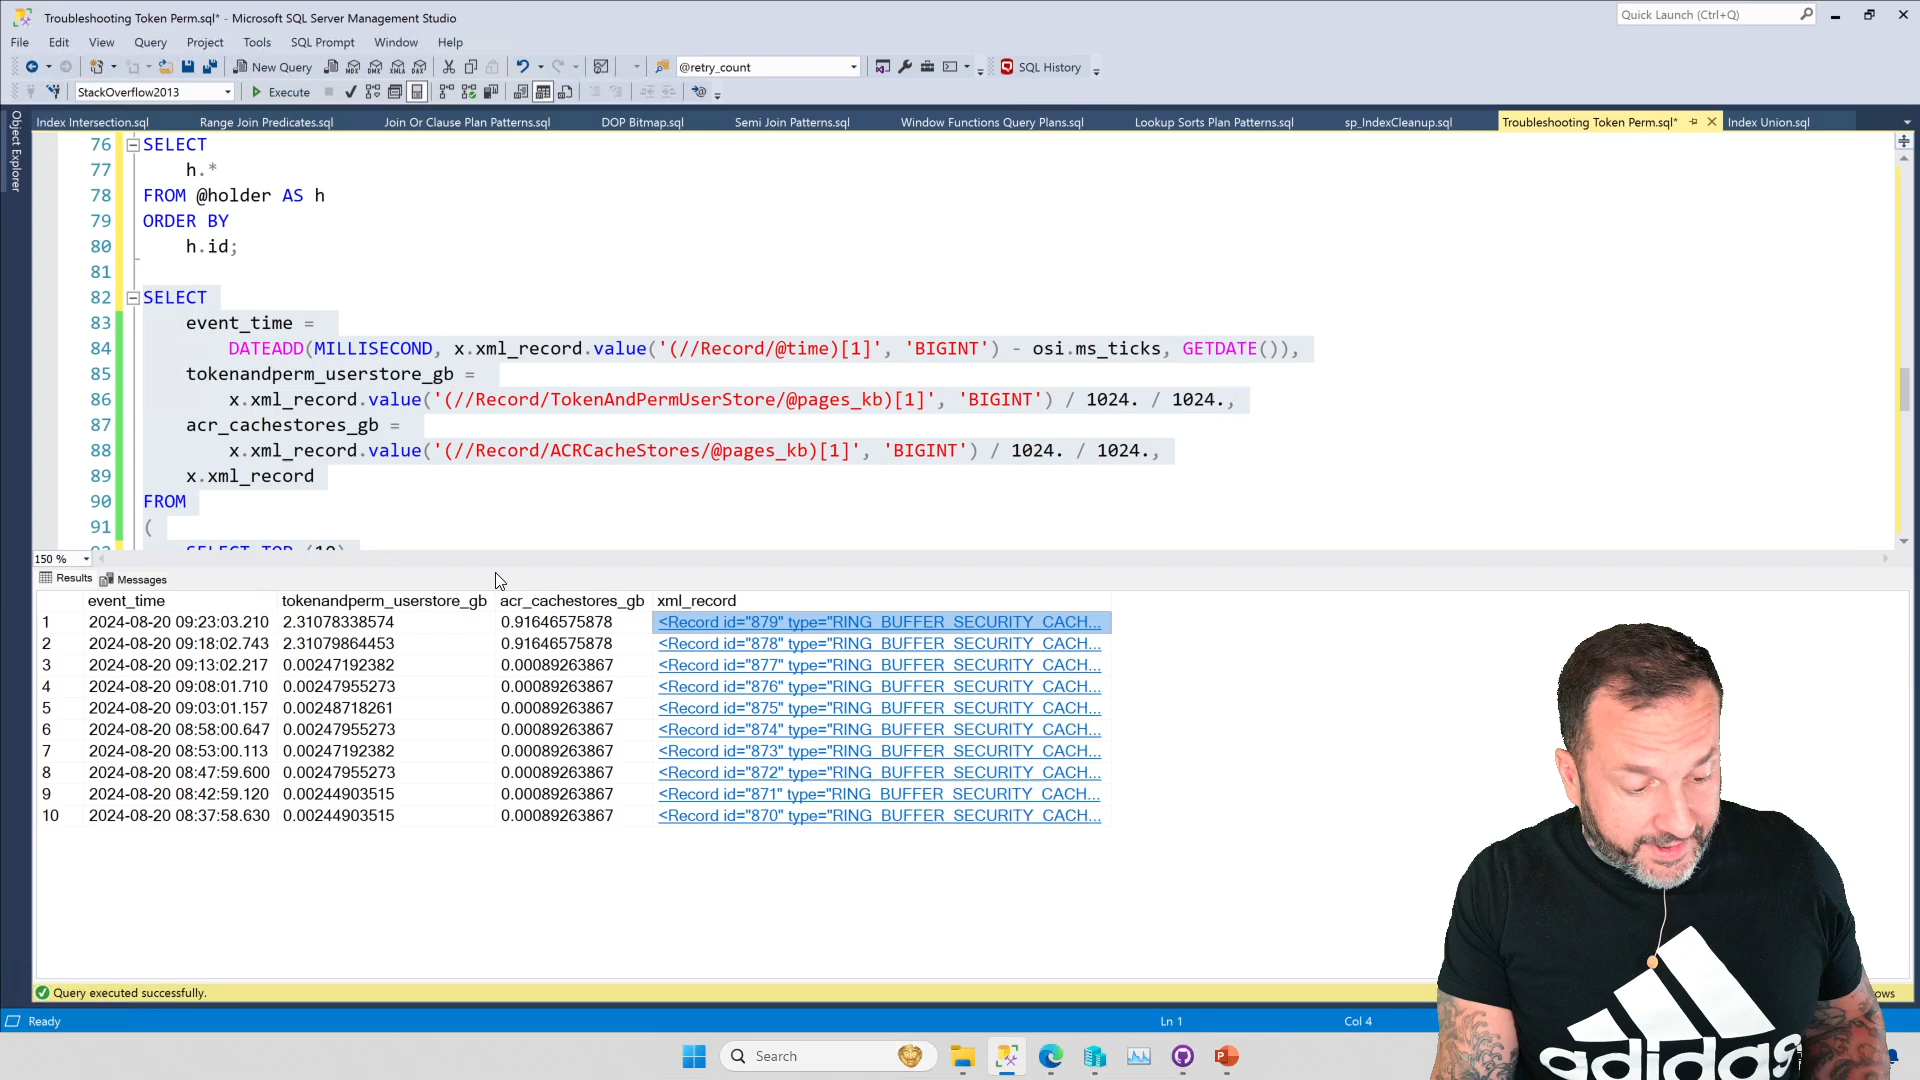 Troubleshooting Token Perm.sql* - Microsoft SQL Server Management Studio
Quick Launch (Ctrl+Q)
File Edit View Query Project Tools SQL Prompt Window Help
New Query @retry_count SQL History
StackOverflow2013 Execute
Index Intersection.sql Range Join Predicates.sql Join Or Clause Plan Patterns.sql DOP Bitmap.sql Semi Join Patterns.sql Window Functions Query Plans.sql Lookup Sorts Plan Patterns.sql sp_IndexCleanup.sql Troubleshooting Token Perm.sql* Index Union.sql
Object Explorer
76 SELECT
77 h.*
78 FROM @holder AS h
79 ORDER BY
80 h.id;
81
82 SELECT
83 event_time =
84 DATEADD(MILLISECOND, x.xml_record.value('(//Record/@time)[1]', 'BIGINT') - osi.ms_ticks, GETDATE()),
85 tokenandperm_userstore_gb =
86 x.xml_record.value('(//Record/TokenAndPermUserStore/@pages_kb)[1]', 'BIGINT') / 1024. / 1024.,
87 acr_cachestores_gb =
88 x.xml_record.value('(//Record/ACRCacheStores/@pages_kb)[1]', 'BIGINT') / 1024. / 1024.,
89 x.xml_record
90 FROM
91 (
92 SELECT TOP (10)
150 %
Results Messages
event_time tokenandperm_userstore_gb acr_cachestores_gb xml_record
1 2024-08-20 09:23:03.210 2.31078338574 0.91646575878 <Record id="879" type="RING_BUFFER_SECURITY_CACH...
2 2024-08-20 09:18:02.743 2.31079864453 0.91646575878 <Record id="878" type="RING_BUFFER_SECURITY_CACH...
3 2024-08-20 09:13:02.217 0.00247192382 0.00089263867 <Record id="877" type="RING_BUFFER_SECURITY_CACH...
4 2024-08-20 09:08:01.710 0.00247955273 0.00089263867 <Record id="876" type="RING_BUFFER_SECURITY_CACH...
5 2024-08-20 09:03:01.157 0.00248718261 0.00089263867 <Record id="875" type="RING_BUFFER_SECURITY_CACH...
6 2024-08-20 08:58:00.647 0.00247955273 0.00089263867 <Record id="874" type="RING_BUFFER_SECURITY_CACH...
7 2024-08-20 08:53:00.113 0.00247192382 0.00089263867 <Record id="873" type="RING_BUFFER_SECURITY_CACH...
8 2024-08-20 08:47:59.600 0.00247955273 0.00089263867 <Record id="872" type="RING_BUFFER_SECURITY_CACH...
9 2024-08-20 08:42:59.120 0.00244903515 0.00089263867 <Record id="871" type="RING_BUFFER_SECURITY_CACH...
10 2024-08-20 08:37:58.630 0.00244903515 0.00089263867 <Record id="870" type="RING_BUFFER_SECURITY_CACH...
Query executed successfully.
Ready Ln 1 Col 4
Search
adidas